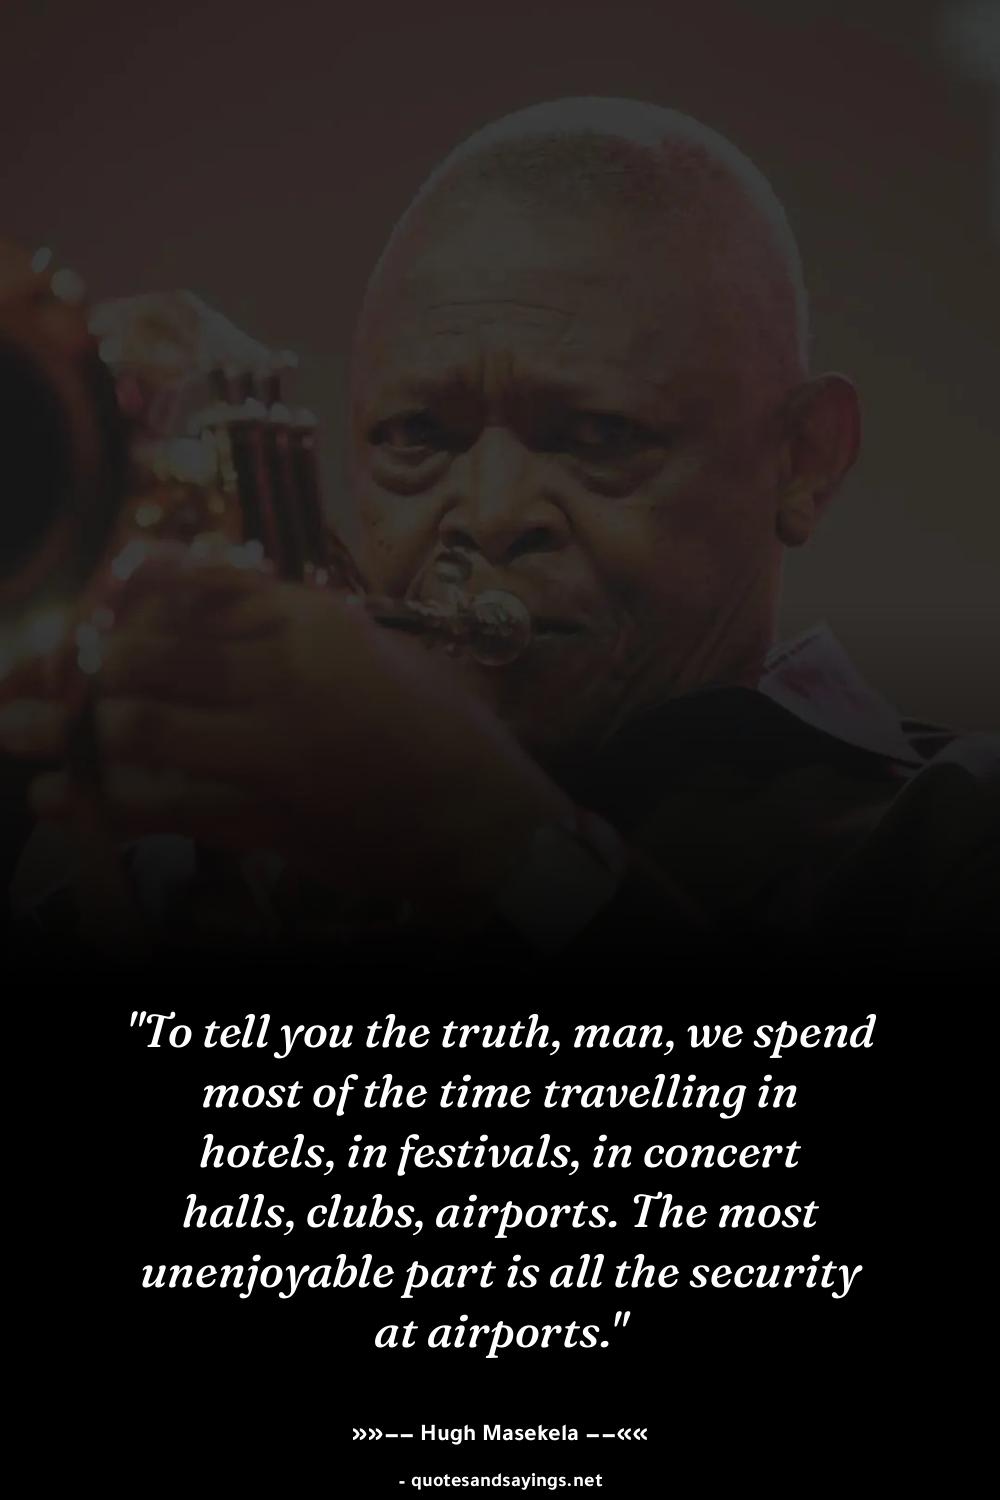 "To tell you the truth, man, we spend
most of the time travelling in
hotels, in festivals, in concert
halls, clubs, airports. The most
unenjoyable part is all the security
at airports."
»»–– Hugh Masekela ––««
- quotesandsayings.net